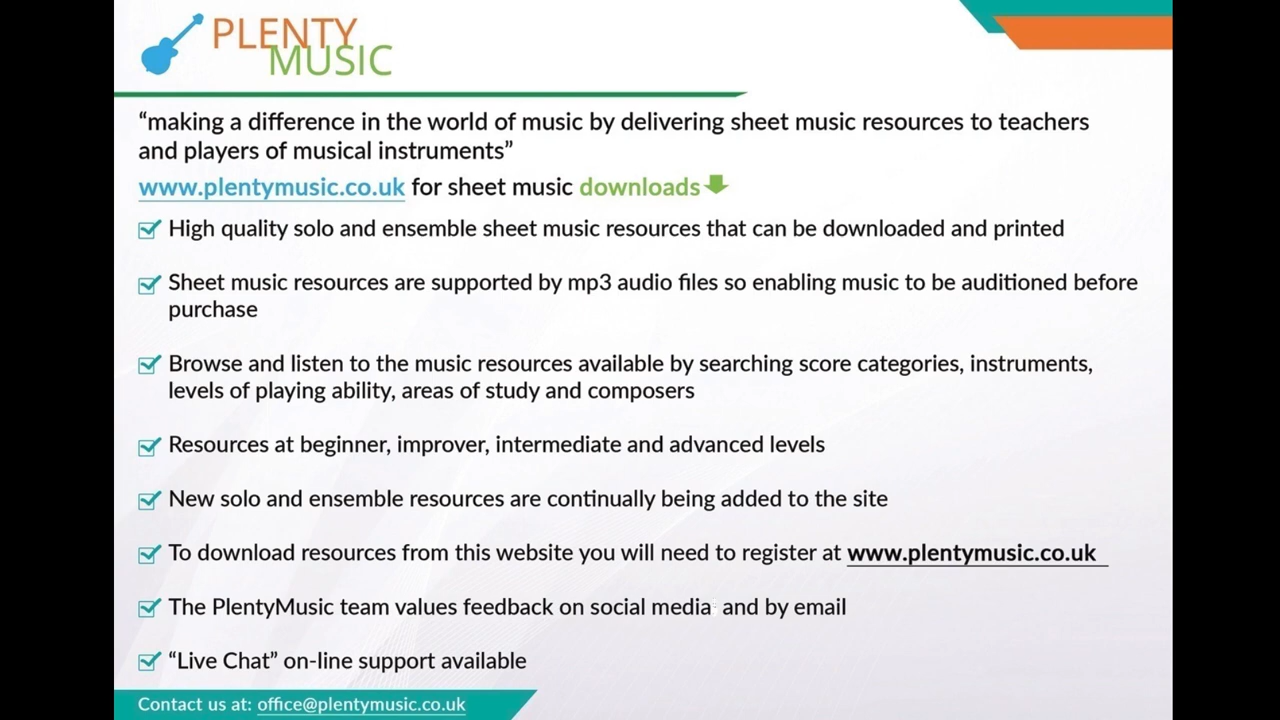 PLENTY
MUSIC
“making a difference in the world of music by delivering sheet music resources to teachers
and players of musical instruments”
www.plentymusic.co.uk for sheet music downloads
High quality solo and ensemble sheet music resources that can be downloaded and printed
Sheet music resources are supported by mp3 audio files so enabling music to be auditioned before
purchase
Browse and listen to the music resources available by searching score categories, instruments,
levels of playing ability, areas of study and composers
Resources at beginner, improver, intermediate and advanced levels
New solo and ensemble resources are continually being added to the site
To download resources from this website you will need to register at www.plentymusic.co.uk
The PlentyMusic team values feedback on social media and by email
“Live Chat” on-line support available
Contact us at: office@plentymusic.co.uk